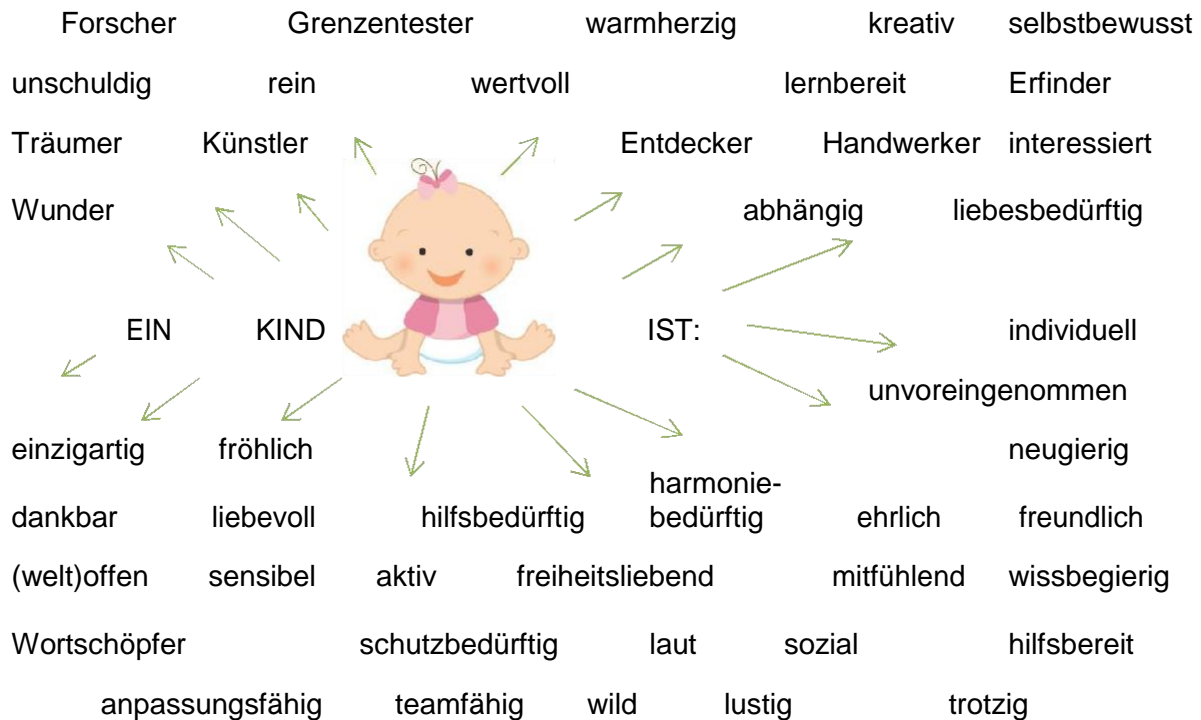 Forscher Grenzentester warmherzig kreativ selbstbewusst
unschuldig rein wertvoll lernbereit Erfinder
Träumer Künstler Entdecker Handwerker interessiert
Wunder abhängig liebesbedürftig
EIN KIND IST: individuell
unvoreingenommen
einzigartig fröhlich neugierig
harmonie-
dankbar liebevoll hilfsbedürftig bedürftig ehrlich freundlich
(welt)offen sensibel aktiv freiheitsliebend mitfühlend wissbegierig
Wortschöpfer schutzbedürftig laut sozial hilfsbereit
anpassungsfähig teamfähig wild lustig trotzig